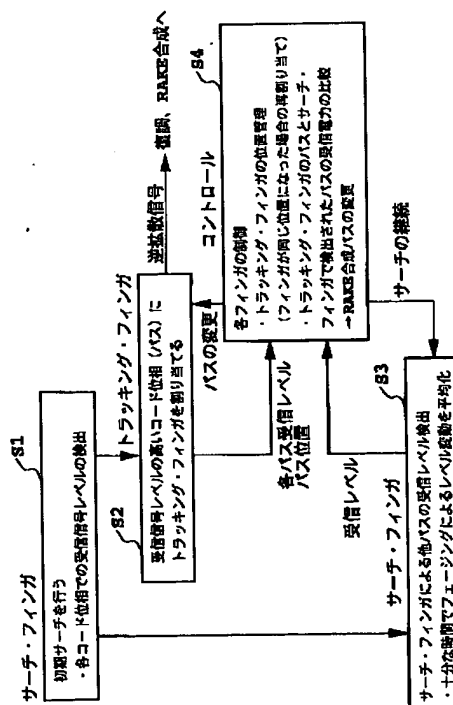 サーチ・フィンガ
S1
初期サーチを行う
・各コード位相での受信信号レベルの検出
トラッキング・フィンガ
S2
受信信号レベルの高いコード位相(パス)に
トラッキング・フィンガを割り当てる
逆拡散信号
復調、RAKE合成へ
パスの変更
コントロール
S4
各フィンガの制御
・トラッキング・フィンガの位置管理
(フィンガが同じ位置になった場合の再割り当て)
・トラッキング・フィンガのパスとサーチ・
フィンガで検出されたパスの受信電力の比較
→RAKE合成パスの変更
各パス受信レベル
パス位置
受信レベル
サーチの継続
サーチ・フィンガ
S3
サーチ・フィンガによる他パスの受信レベル検出
・十分な時間でフェージングによるレベル変動を平均化